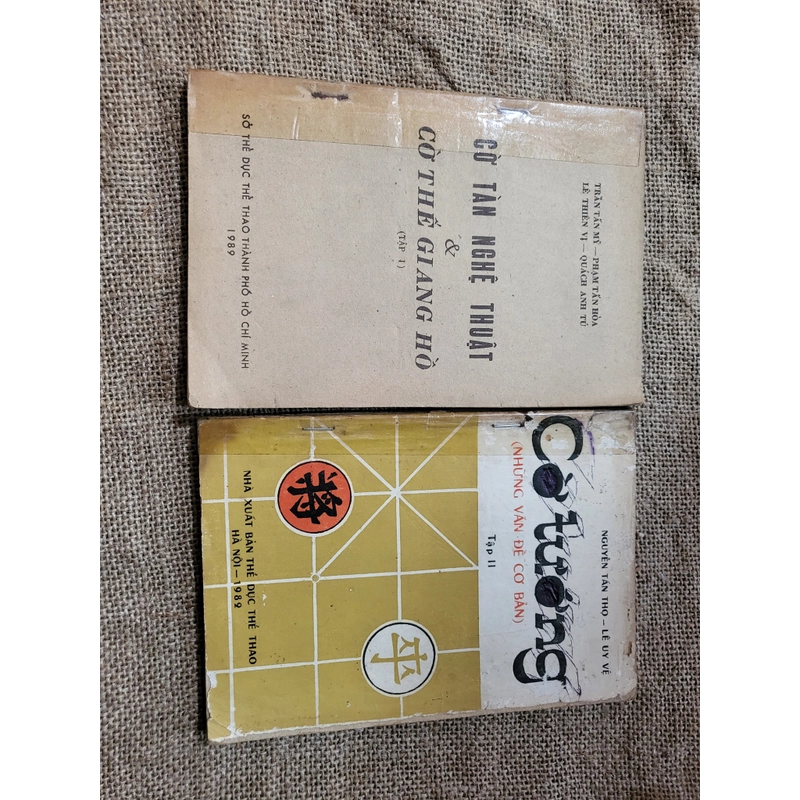 TRẦN TẤN MỸ — PHẠM TẤN HÒA
LÊ THIÊN VỊ — QUÁCH ANH TÚ
CỜ TÀN NGHỆ THUẬT
&
CỜ THẾ GIANG HỒ
(TẬP I)
SỞ THỂ DỤC THỂ THAO THÀNH PHỐ HỒ CHÍ MINH
1989
NGUYỄN TẤN THỌ — LÊ UY VỆ
Cờ tướng
(NHỮNG VẤN ĐỀ CƠ BẢN)
Tập II
將
NHÀ XUẤT BẢN THỂ DỤC THỂ THAO
HÀ NỘI — 1982